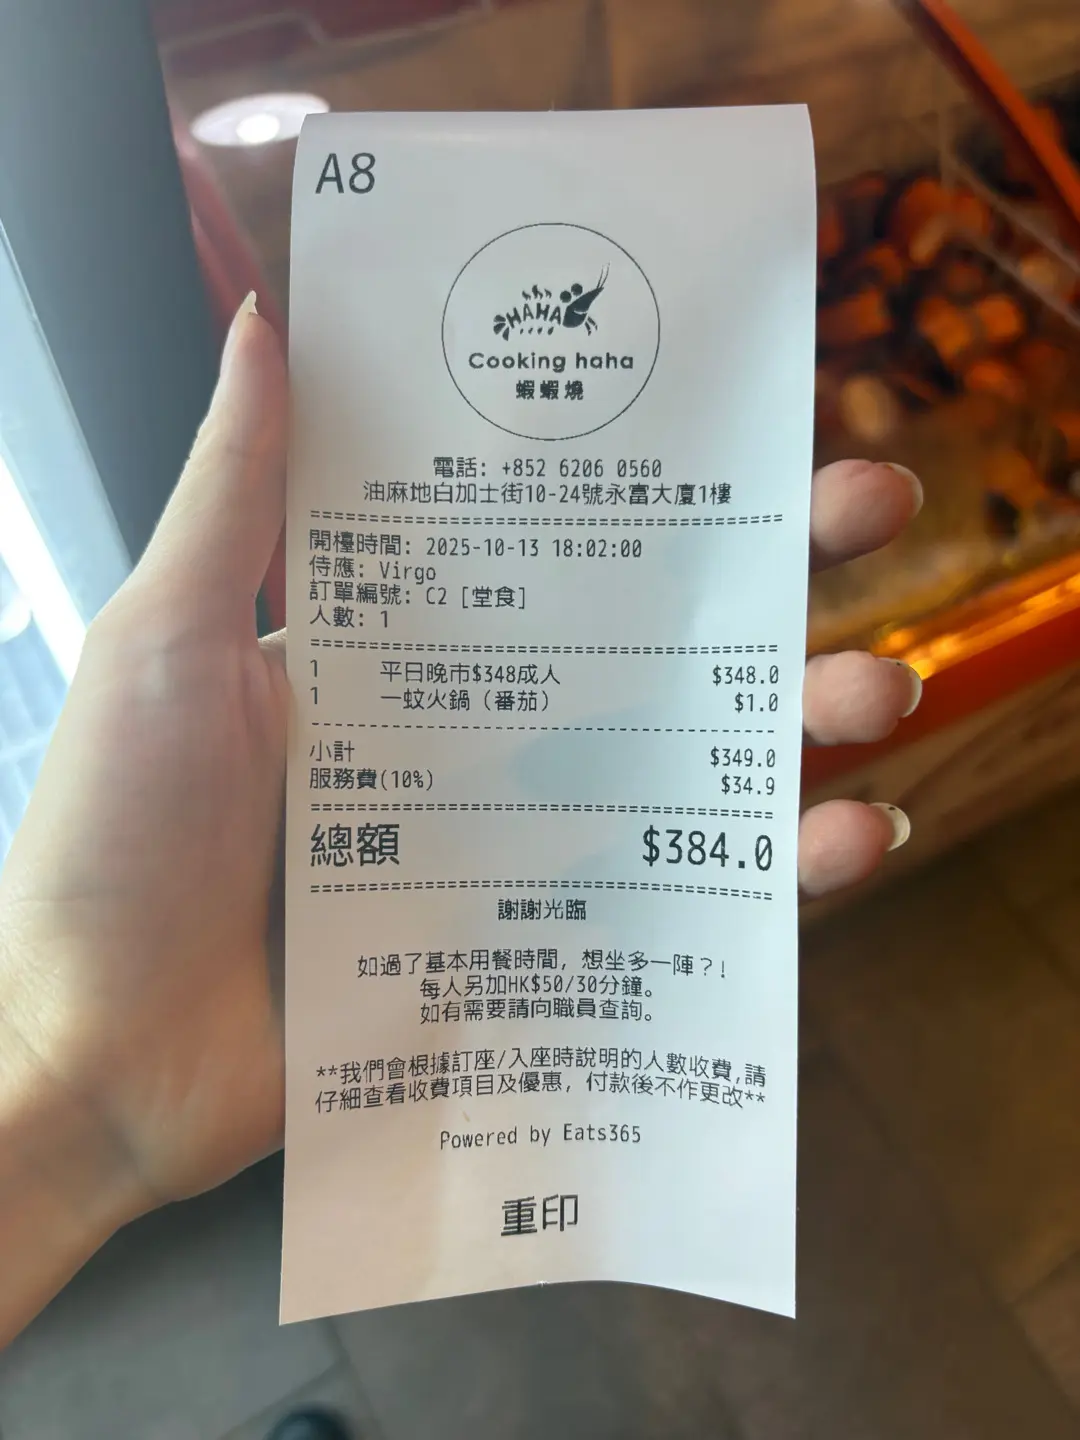 A8
HAHA
Cooking haha
蝦蝦燒
電話: +852 6206 0560
油麻地白加士街10-24號永富大廈1樓
開檯時間: 2025-10-13 18:02:00
侍應: Virgo
訂單編號: C2 [堂食]
人數: 1
1 平日晚市$348成人 $348.0
1 一蚊火鍋（番茄） $1.0
小計 $349.0
服務費(10%) $34.9
總額 $384.0
謝謝光臨
如過了基本用餐時間, 想坐多一陣？!
每人另加HK$50/30分鐘。
如有需要請向職員查詢。
**我們會根據訂座/入座時說明的人數收費,請
仔細查看收費項目及優惠, 付款後不作更改**
Powered by Eats365
重印